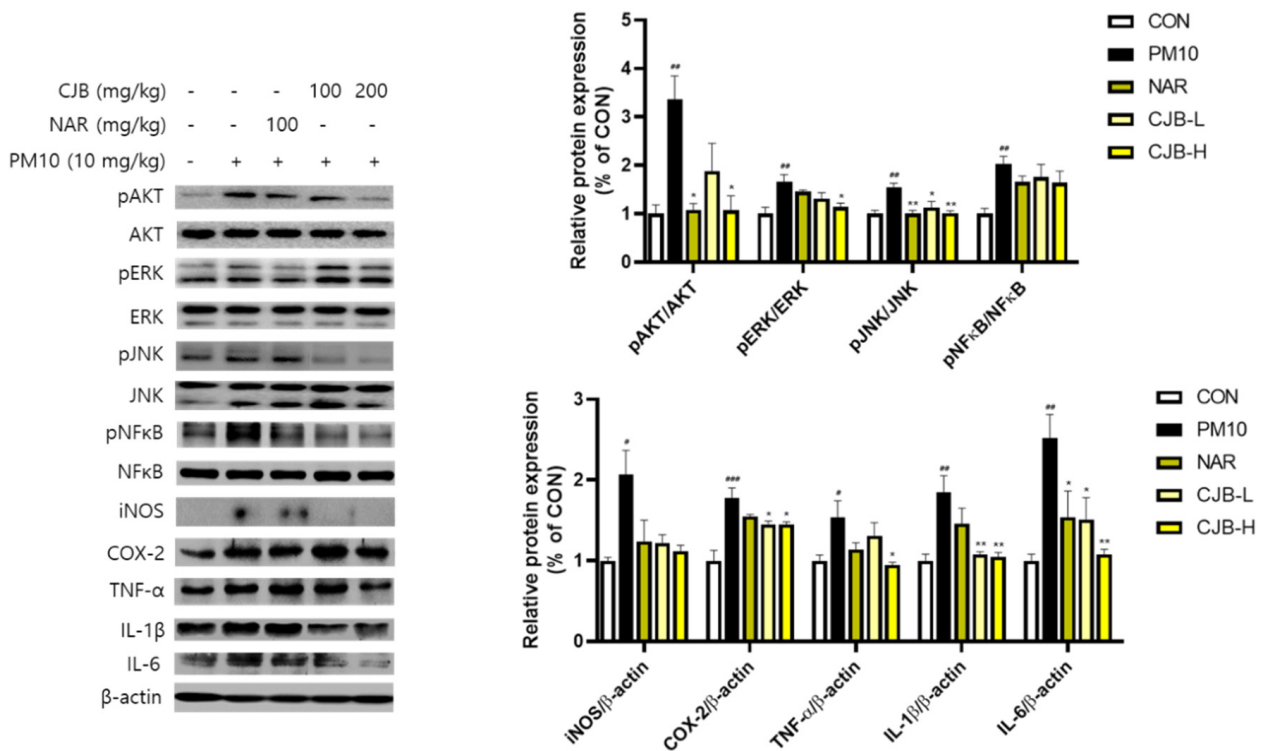 CJB (mg/kg) - - - 100 200
NAR (mg/kg) - - 100 - -
PM10 (10 mg/kg) - + + + +
pAKT
AKT
pERK
ERK
pJNK
JNK
pNFκB
NFκB
iNOS
COX-2
TNF-α
IL-1β
IL-6
β-actin
Relative protein expression
(% of CON)
5
4
3
2
1
0
##
*
*
##
*
##
**
*
**
##
pAKT/AKT
pERK/ERK
pJNK/JNK
pNFκB/NFκB
CON
PM10
NAR
CJB-L
CJB-H
Relative protein expression
(% of CON)
3
2
1
0
#
###
*
*
#
*
##
**
**
##
*
*
**
iNOS/β-actin
COX-2/β-actin
TNF-α/β-actin
IL-1β/β-actin
IL-6/β-actin
CON
PM10
NAR
CJB-L
CJB-H